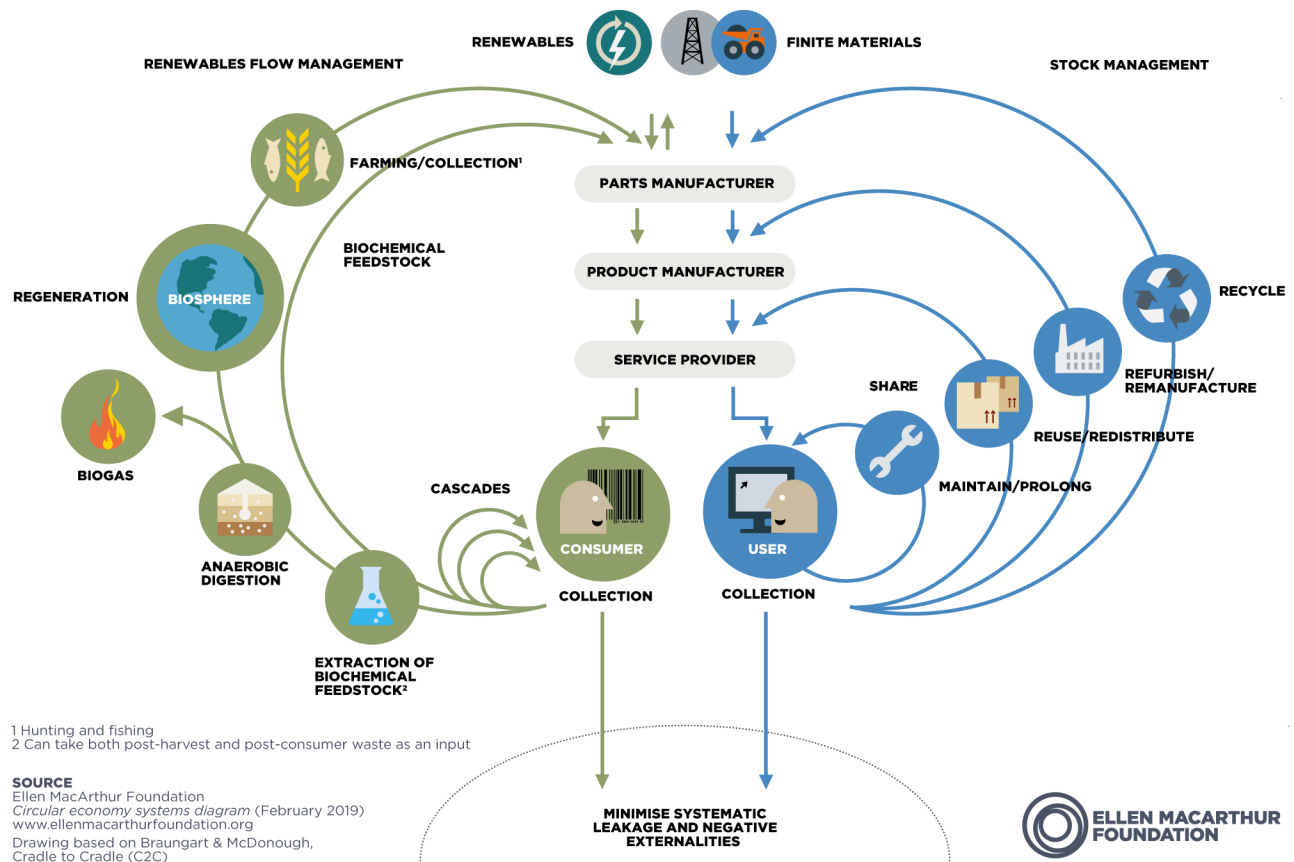 RENEWABLES
FINITE MATERIALS
RENEWABLES FLOW MANAGEMENT
STOCK MANAGEMENT
FARMING/COLLECTION¹
PARTS MANUFACTURER
BIOCHEMICAL
FEEDSTOCK
PRODUCT MANUFACTURER
REGENERATION
BIOSPHERE
RECYCLE
SERVICE PROVIDER
SHARE
REFURBISH/
REMANUFACTURE
REUSE/REDISTRIBUTE
BIOGAS
CASCADES
MAINTAIN/PROLONG
CONSUMER
USER
ANAEROBIC
DIGESTION
COLLECTION
COLLECTION
EXTRACTION OF
BIOCHEMICAL
FEEDSTOCK²
1 Hunting and fishing
2 Can take both post-harvest and post-consumer waste as an input
SOURCE
Ellen MacArthur Foundation
Circular economy systems diagram (February 2019)
www.ellenmacarthurfoundation.org
Drawing based on Braungart & McDonough,
Cradle to Cradle (C2C)
MINIMISE SYSTEMATIC
LEAKAGE AND NEGATIVE
EXTERNALITIES
ELLEN MACARTHUR
FOUNDATION